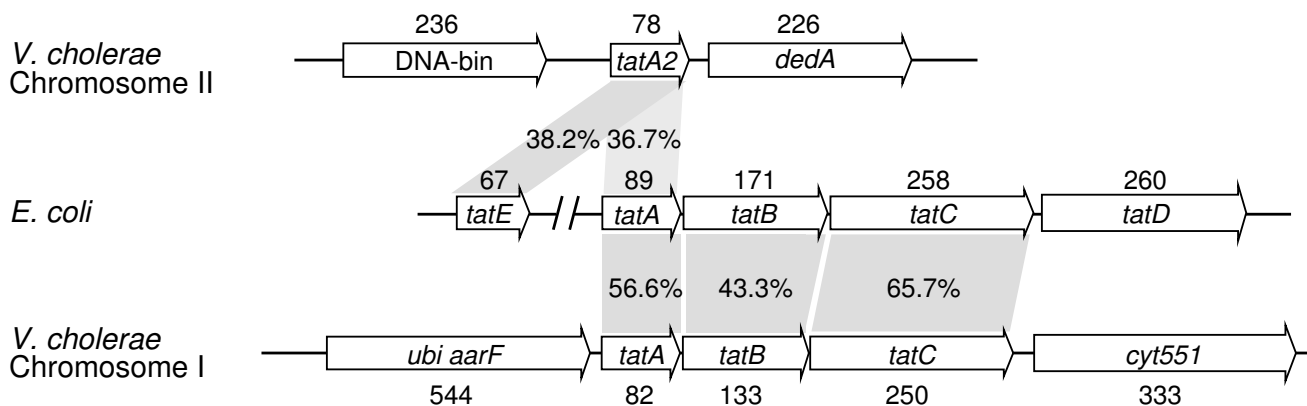 236 78 226
V. cholerae
Chromosome II
DNA-bin tatA2 dedA
38.2% 36.7%
67 89 171 258 260
E. coli
tatE tatA tatB tatC tatD
56.6% 43.3% 65.7%
V. cholerae
Chromosome I
ubi aarF tatA tatB tatC cyt551
544 82 133 250 333